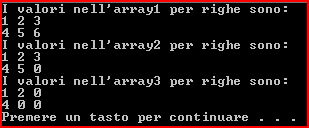 I valori nell'array1 per righe sono:
1 2 3
4 5 6
I valori nell'array2 per righe sono:
1 2 3
4 5 0
I valori nell'array3 per righe sono:
1 2 0
4 0 0
Premere un tasto per continuare . . .